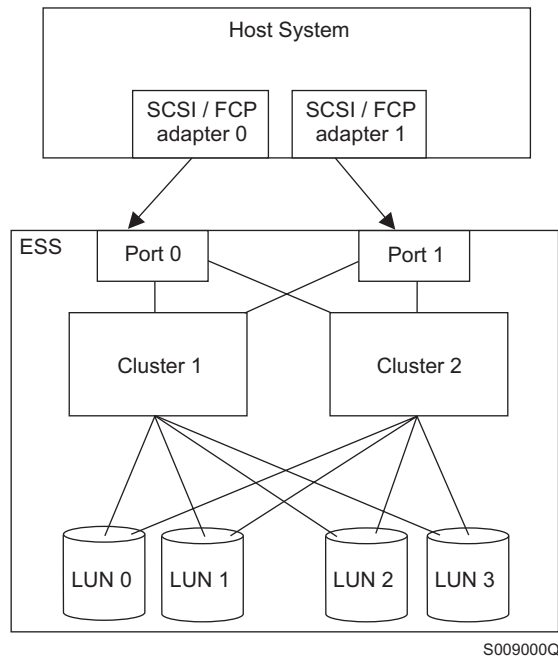 Host System
SCSI / FCP
adapter 0
SCSI / FCP
adapter 1
ESS
Port 0
Port 1
Cluster 1
Cluster 2
LUN 0
LUN 1
LUN 2
LUN 3
S009000Q